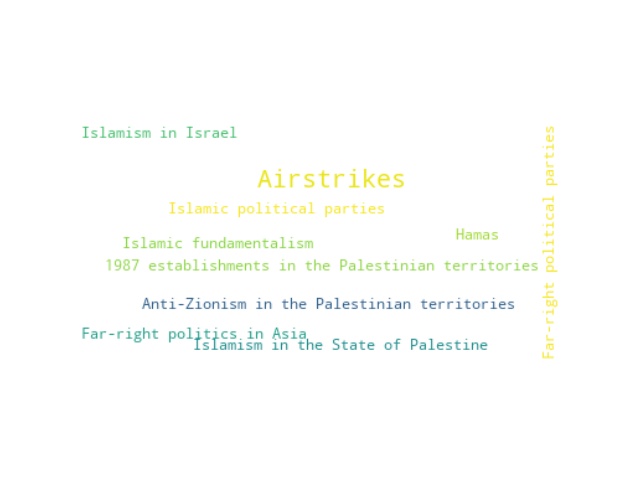 Islamism in Israel
Airstrikes
Islamic political parties
Hamas
Islamic fundamentalism
1987 establishments in the Palestinian territories
Anti-Zionism in the Palestinian territories
Far-right politics in Asia
Islamism in the State of Palestine
Far-right political parties